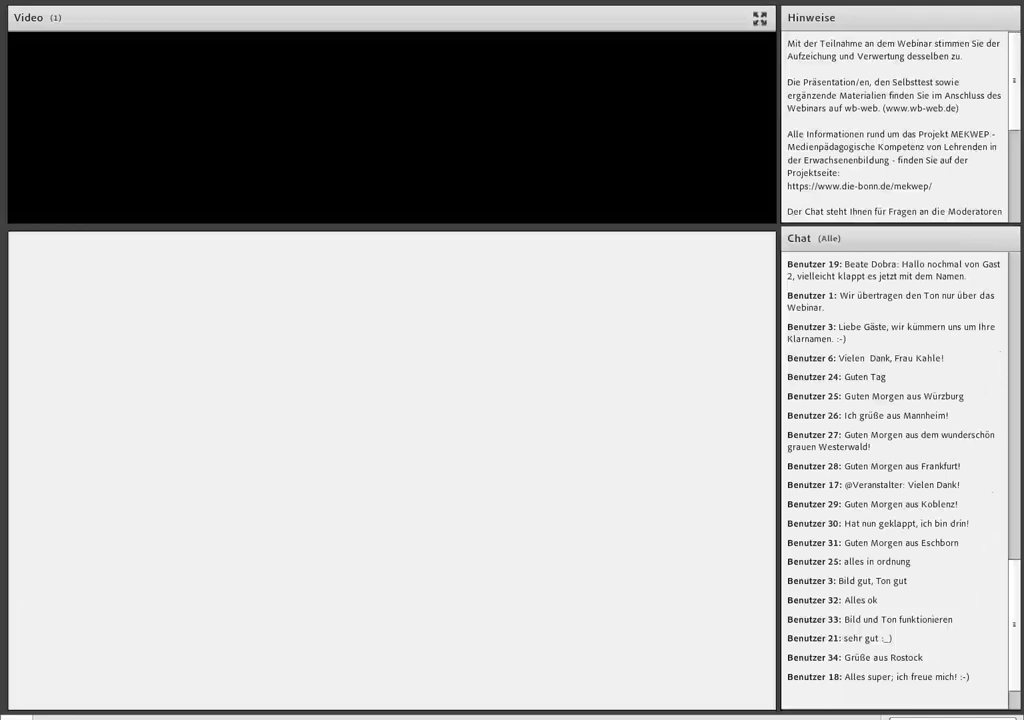 Video (1)
Hinweise
Mit der Teilnahme an dem Webinar stimmen Sie der
Aufzeichung und Verwertung desselben zu.
Die Präsentation/en, den Selbsttest sowie
ergänzende Materialien finden Sie im Anschluss des
Webinars auf wb-web. (www.wb-web.de)
Alle Informationen rund um das Projekt MEKWEP -
Medienpädagogische Kompetenz von Lehrenden in
der Erwachsenenbildung - finden Sie auf der
Projektseite:
https://www.die-bonn.de/mekwep/
Der Chat steht Ihnen für Fragen an die Moderatoren
Chat (Alle)
Benutzer 19: Beate Dobra: Hallo nochmal von Gast
2, vielleicht klappt es jetzt mit dem Namen.
Benutzer 1: Wir übertragen den Ton nur über das
Webinar.
Benutzer 3: Liebe Gäste, wir kümmern uns um Ihre
Klarnamen. :-)
Benutzer 6: Vielen Dank, Frau Kahle!
Benutzer 24: Guten Tag
Benutzer 25: Guten Morgen aus Würzburg
Benutzer 26: Ich grüße aus Mannheim!
Benutzer 27: Guten Morgen aus dem wunderschön
grauen Westerwald!
Benutzer 28: Guten Morgen aus Frankfurt!
Benutzer 17: @Veranstalter: Vielen Dank!
Benutzer 29: Guten Morgen aus Koblenz!
Benutzer 30: Hat nun geklappt, ich bin drin!
Benutzer 31: Guten Morgen aus Eschborn
Benutzer 25: alles in ordnung
Benutzer 3: Bild gut, Ton gut
Benutzer 32: Alles ok
Benutzer 33: Bild und Ton funktionieren
Benutzer 21: sehr gut :_)
Benutzer 34: Grüße aus Rostock
Benutzer 18: Alles super; ich freue mich! :-)